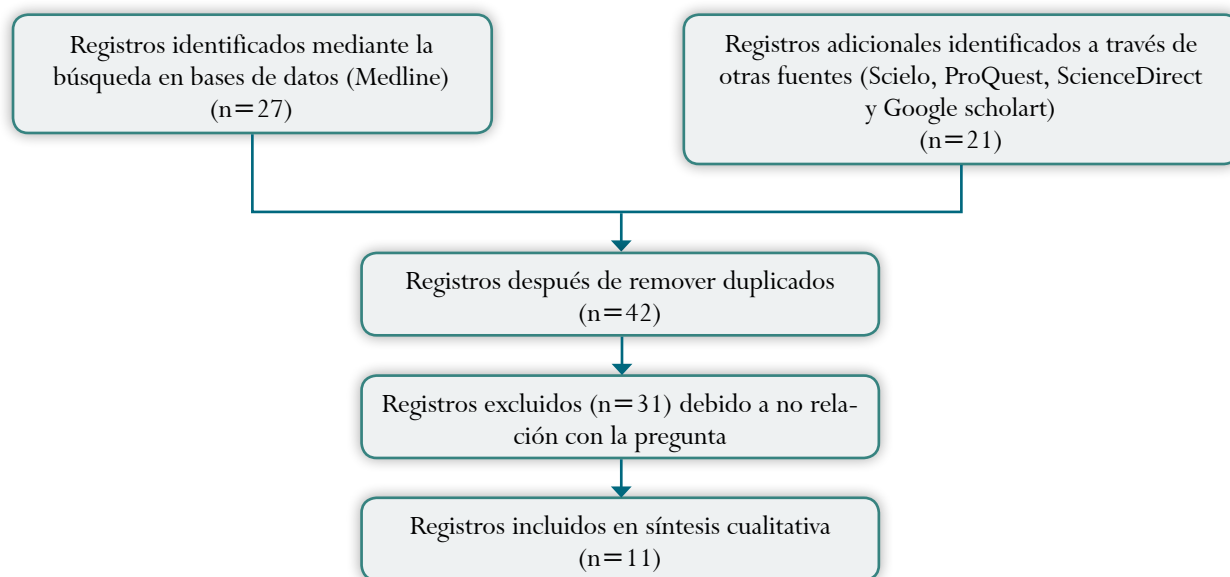 Registros identificados mediante la
búsqueda en bases de datos (Medline)
(n=27)
Registros adicionales identificados a través de
otras fuentes (Scielo, ProQuest, ScienceDirect
y Google scholart)
(n=21)
Registros después de remover duplicados
(n=42)
Registros excluidos (n=31) debido a no rela-
ción con la pregunta
Registros incluidos en síntesis cualitativa
(n=11)